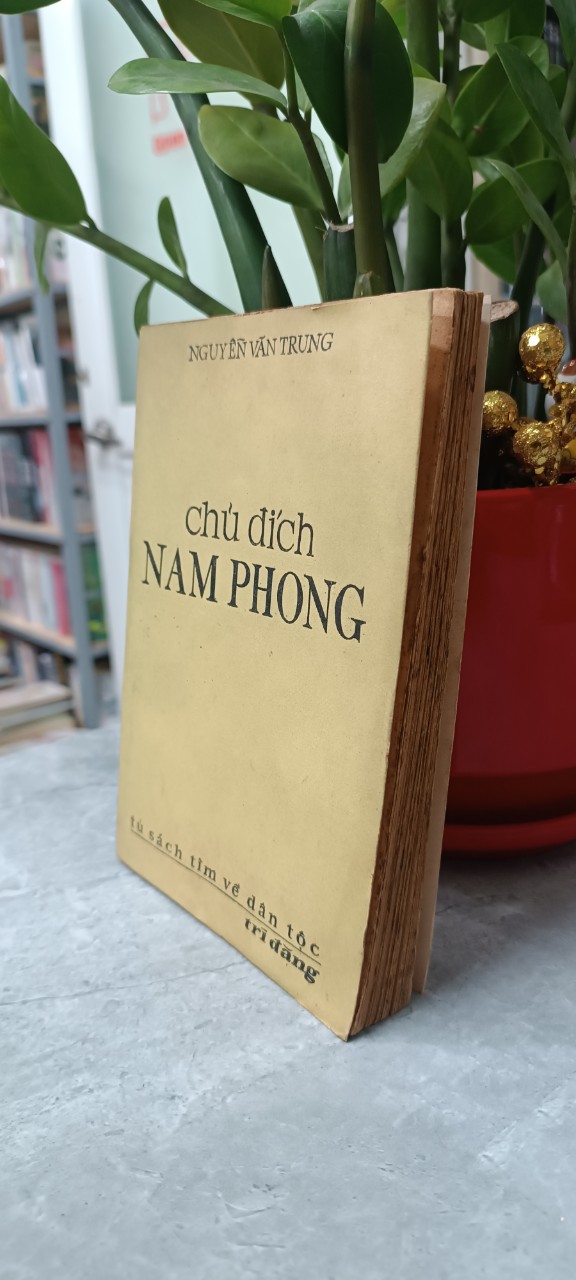 NGUYỄN VĂN TRUNG
chủ đích
NAM PHONG
tủ sách tìm về dân tộc
trí đăng